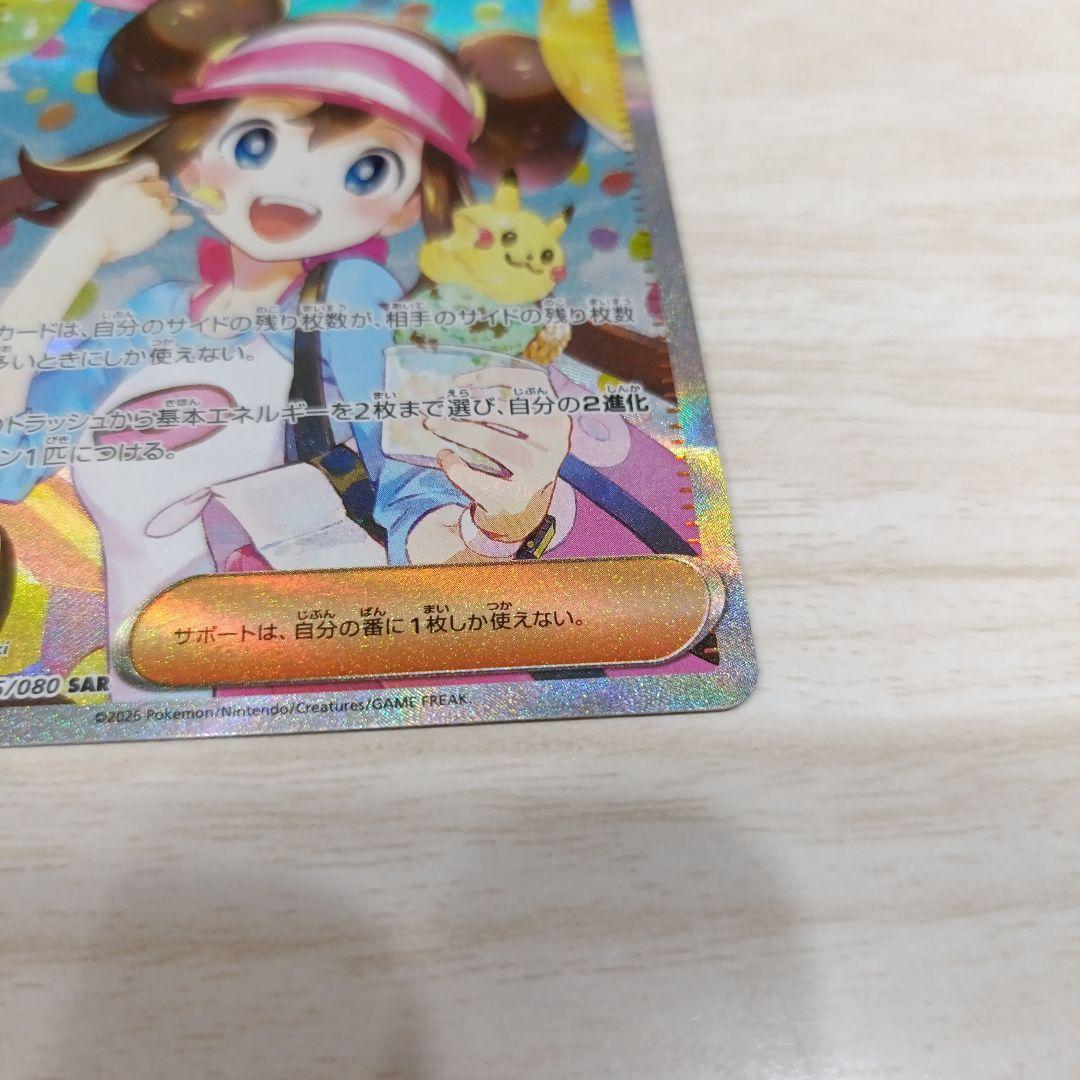 カードは、自分のサイドの残り枚数が、相手のサイドの残り枚数
多いときにしか使えない。
のトラッシュから基本エネルギーを2枚まで選び、自分の2進化
ン1匹につける。
サポートは、自分の番に1枚しか使えない。
/080 SAR
©2026 Pokémon/Nintendo/Creatures/GAME FREAK.